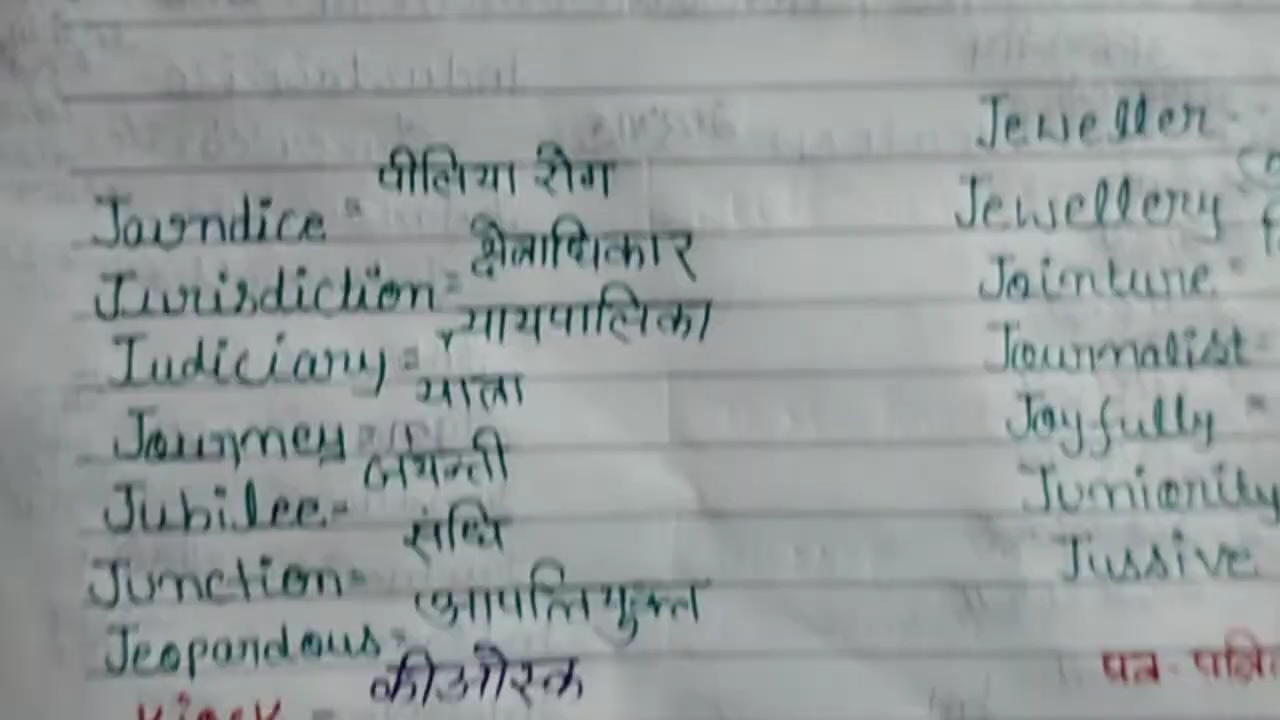 Jaundice = पीलिया रोग
Jurisdiction = क्षेत्राधिकार
Judiciary = न्यायपालिका
Journey = यात्रा
Jubilee = जयन्ती
Junction = संधि
Jeopardous = आपत्तियुक्त
कीओस्क
Jeweller
Jewellery
Jointure =
Journalist =
Joyfully =
Juniority
Jussive
पत्र-पत्रि